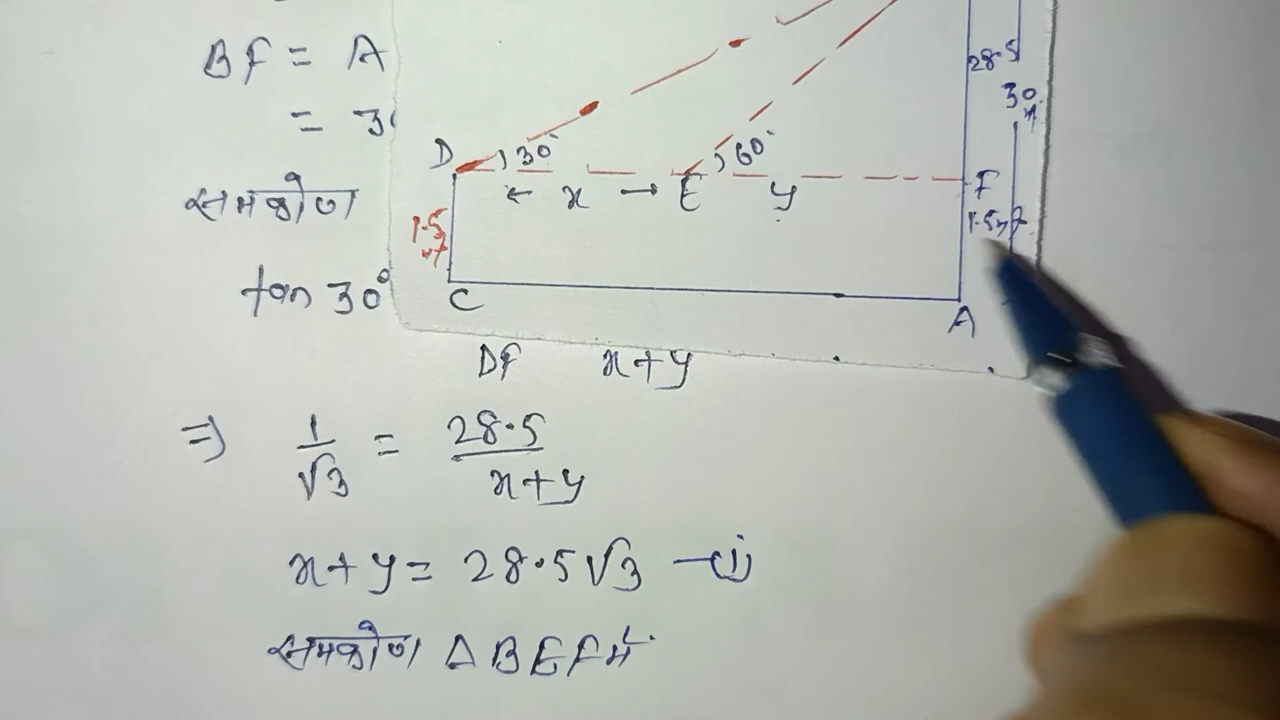 BF = A
= 3
समकोण
tan 30°
D
30°
60°
← x →
E
y
F
28.5
30
1.5
1.5
C
A
DF x+y
⇒ 1/√3 = 28.5/x+y
x+y = 28.5√3 —(i)
समकोण △BEF में